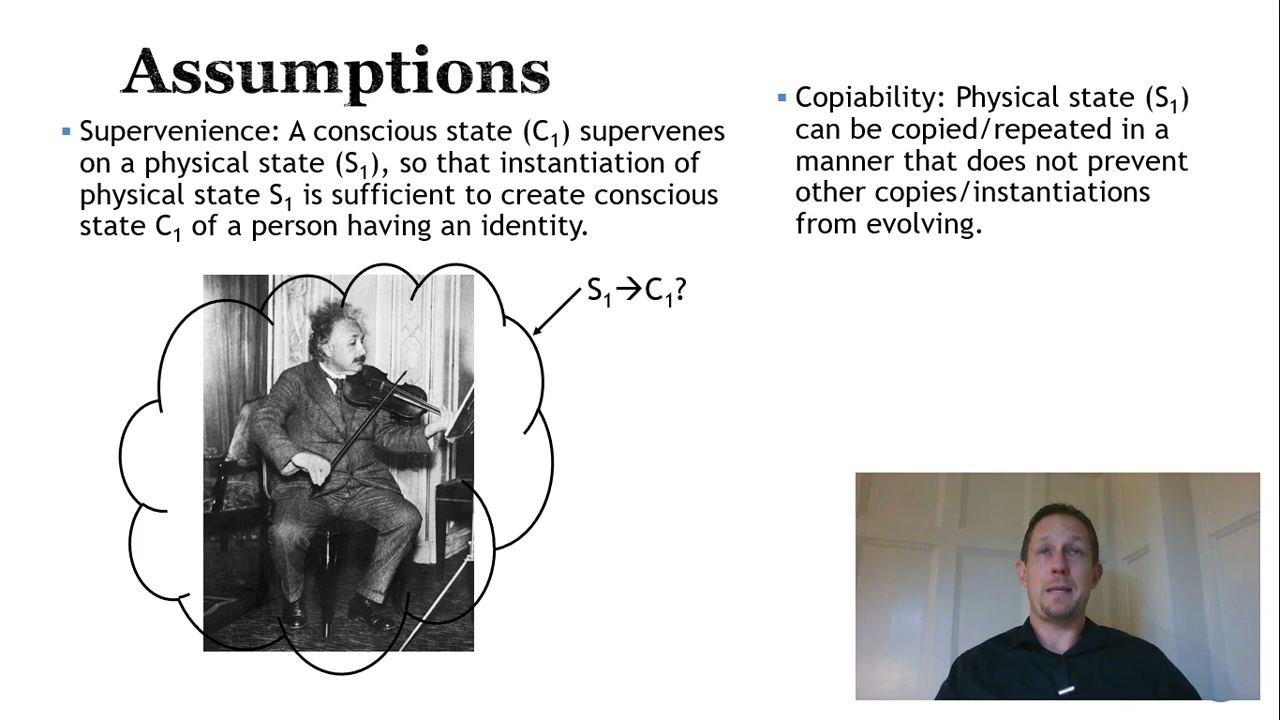 Assumptions
▪ Supervenience: A conscious state (C₁) supervenes
on a physical state (S₁), so that instantiation of
physical state S₁ is sufficient to create conscious
state C₁ of a person having an identity.
S₁→C₁?
▪ Copiability: Physical state (S₁)
can be copied/repeated in a
manner that does not prevent
other copies/instantiations
from evolving.